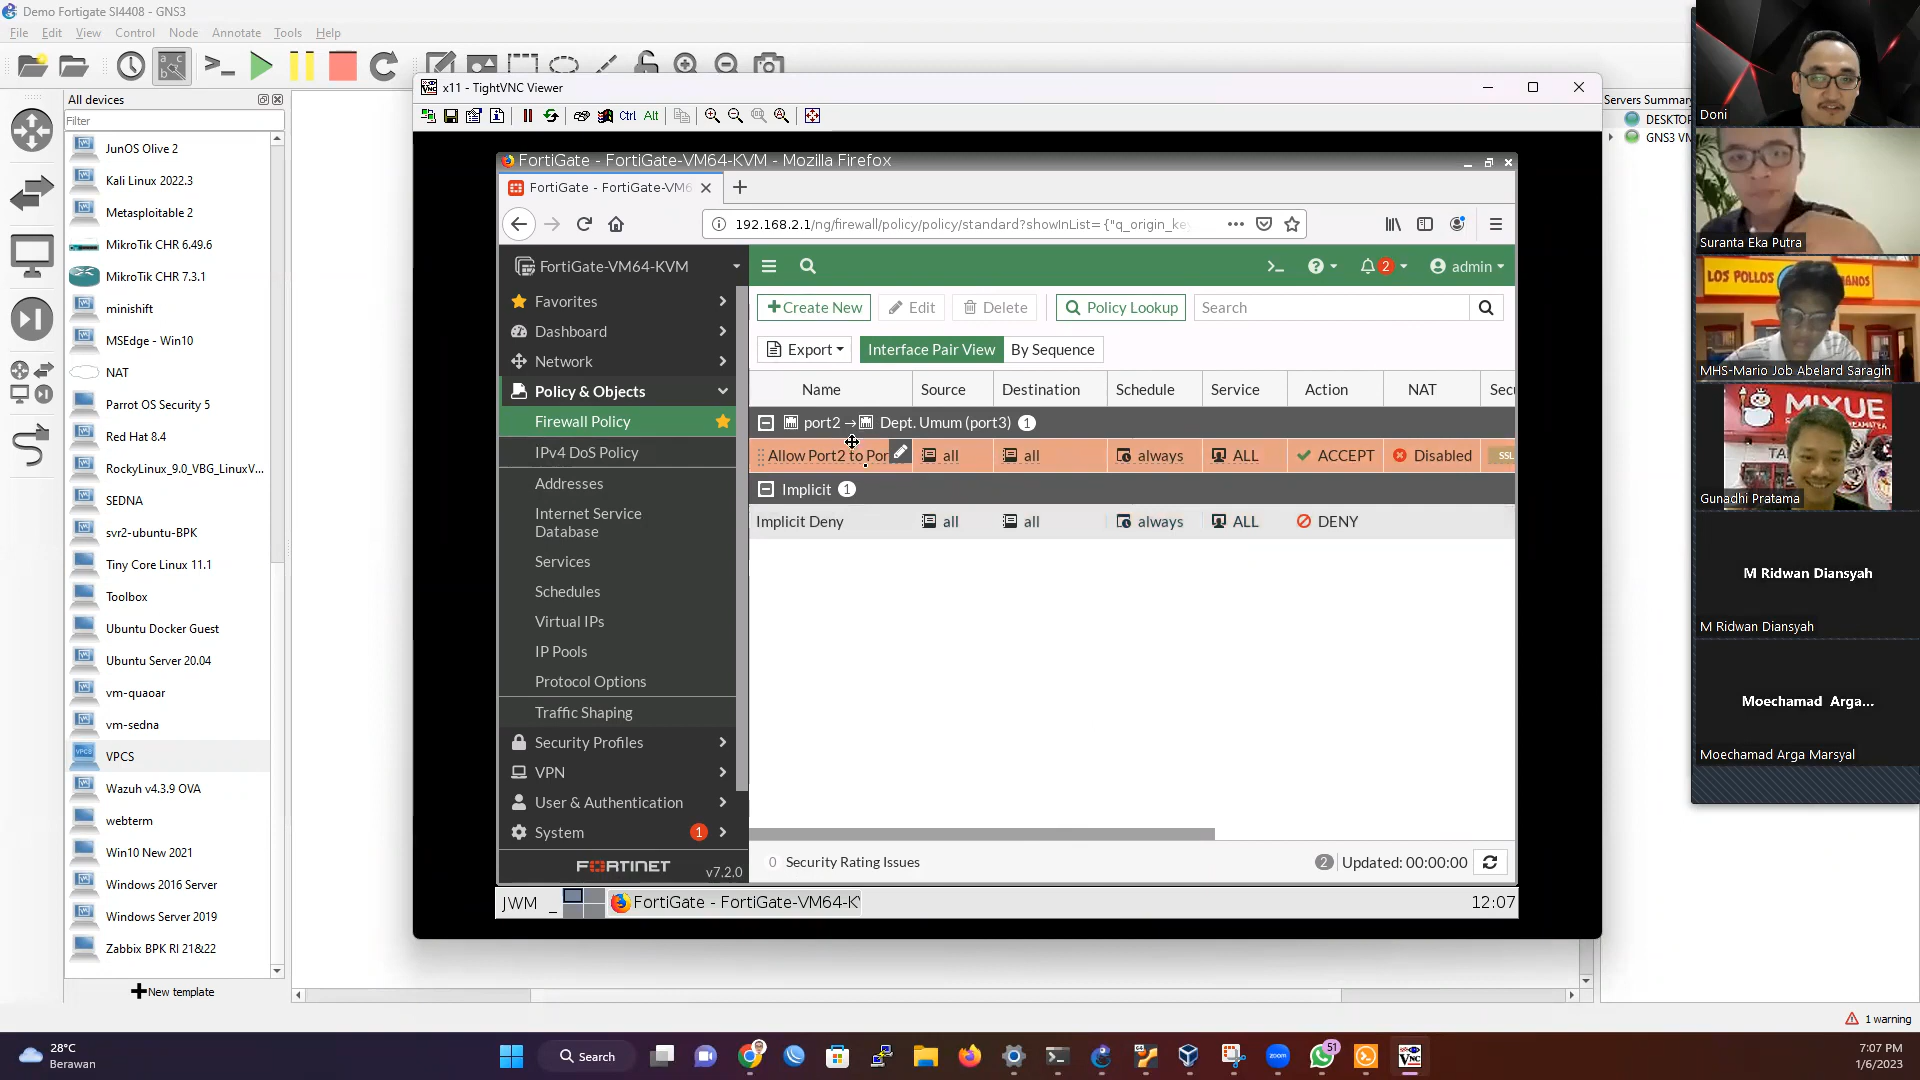 Demo Fortigate SI4408 - GNS3
File Edit View Control Node Annotate Tools Help
All devices
Filter
JunOS Olive 2
Kali Linux 2022.3
Metasploitable 2
MikroTik CHR 6.49.6
MikroTik CHR 7.3.1
minishift
MSEdge - Win10
NAT
Parrot OS Security 5
Red Hat 8.4
RockyLinux_9.0_VBG_LinuxV...
SEDNA
svr2-ubuntu-BPK
Tiny Core Linux 11.1
Toolbox
Ubuntu Docker Guest
Ubuntu Server 20.04
vm-quaoar
vm-sedna
VPCS
Wazuh v4.3.9 OVA
webterm
Win10 New 2021
Windows 2016 Server
Windows Server 2019
Zabbix BPK RI 21&22
New template
x11 - TightVNC Viewer
Ctrl Alt
FortiGate - FortiGate-VM64-KVM - Mozilla Firefox
FortiGate - FortiGate-VM6
192.168.2.1/ng/firewall/policy/policy/standard?showInList={"q_origin_key
FortiGate-VM64-KVM
2
admin
Favorites
Dashboard
Network
Policy & Objects
Firewall Policy
IPv4 DoS Policy
Addresses
Internet Service
Database
Services
Schedules
Virtual IPs
IP Pools
Protocol Options
Traffic Shaping
Security Profiles
VPN
User & Authentication
System 1
FORTINET v7.2.0
+Create New Edit Delete Policy Lookup Search
Export Interface Pair View By Sequence
Name Source Destination Schedule Service Action NAT Secu
port2 → Dept. Umum (port3) 1
Allow Port2 to Por all all always ALL ACCEPT Disabled SSL
Implicit 1
Implicit Deny all all always ALL DENY
0 Security Rating Issues
2 Updated: 00:00:00
JWM _ FortiGate - FortiGate-VM64-KV
12:07
Servers Summary
DESKTOP
GNS3 VM
Doni
Suranta Eka Putra
LOS POLLOS
MHS-Mario Job Abelard Saragih
MIXUE
Gunadhi Pratama
M Ridwan Diansyah
M Ridwan Diansyah
Moechamad Arga...
Moechamad Arga Marsyal
1 warning
28°C
Berawan
Search
zoom
51
VNC
7:07 PM
1/6/2023